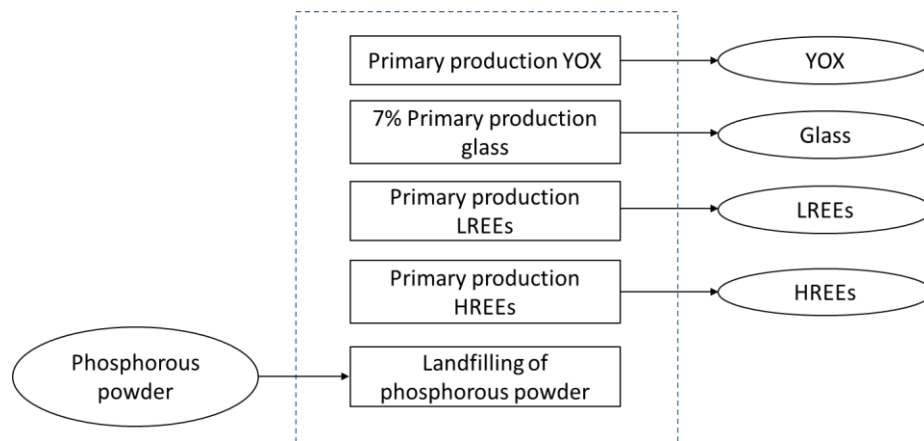 Primary production YOX
YOX
7% Primary production
glass
Glass
Primary production
LREEs
LREEs
Primary production
HREEs
HREEs
Phosphorous
powder
Landfilling of
phosphorous powder